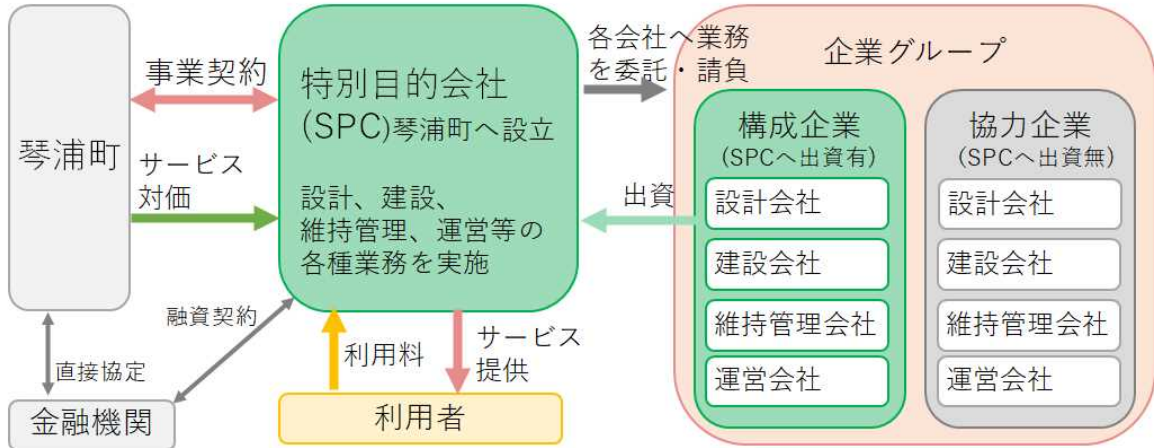 琴浦町
事業契約
サービス
対価
特別目的会社
(SPC)琴浦町へ設立
設計、建設、
維持管理、運営等の
各種業務を実施
各会社へ業務
を委託・請負
出資
企業グループ
構成企業
(SPCへ出資有)
設計会社
建設会社
維持管理会社
運営会社
協力企業
(SPCへ出資無)
設計会社
建設会社
維持管理会社
運営会社
直接協定
融資契約
金融機関
利用料
サービス
提供
利用者